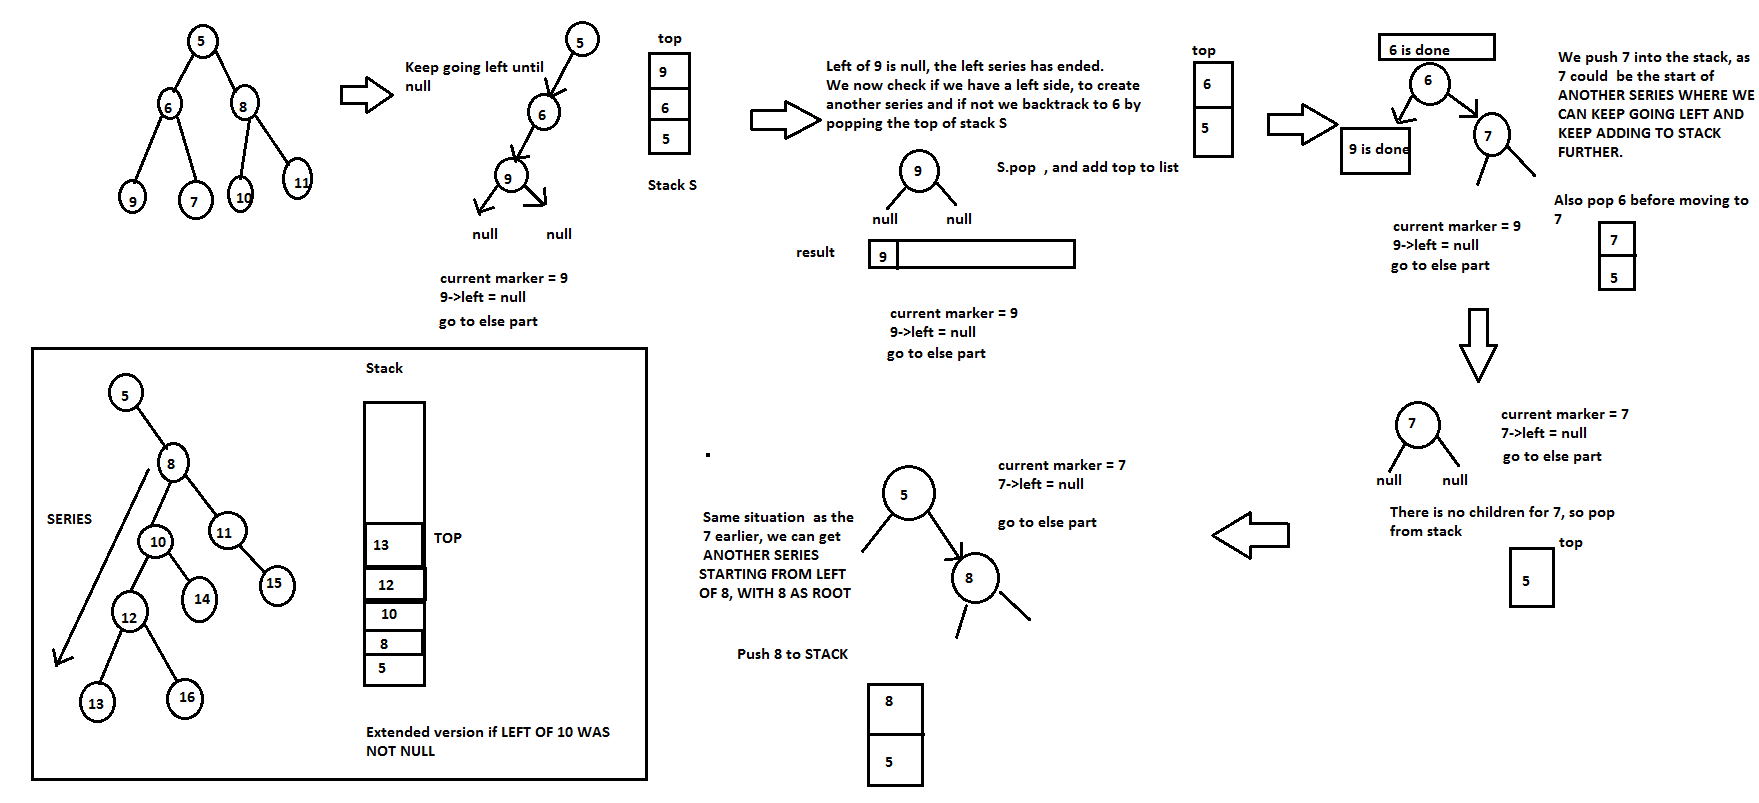 5
6
8
9
7
10
11
Keep going left until
null
5
6
9
null
null
current marker = 9
9->left = null
go to else part
top
9
6
5
Stack S
Left of 9 is null, the left series has ended.
We now check if we have a left side, to create
another series and if not we backtrack to 6 by
popping the top of stack S
9
S.pop , and add top to list
null
null
result
9
current marker = 9
9->left = null
go to else part
top
6
5
6 is done
6
9 is done
7
current marker = 9
9->left = null
go to else part
We push 7 into the stack, as
7 could be the start of
ANOTHER SERIES WHERE WE
CAN KEEP GOING LEFT AND
KEEP ADDING TO STACK
FURTHER.
Also pop 6 before moving to
7
7
5
7
null
null
current marker = 7
7->left = null
go to else part
There is no children for 7, so pop
from stack
top
5
current marker = 7
7->left = null
go to else part
5
8
Same situation as the
7 earlier, we can get
ANOTHER SERIES
STARTING FROM LEFT
OF 8, WITH 8 AS ROOT
Push 8 to STACK
8
5
Stack
5
8
SERIES
10
11
12
14
15
13
16
13
TOP
12
10
8
5
Extended version if LEFT OF 10 WAS
NOT NULL